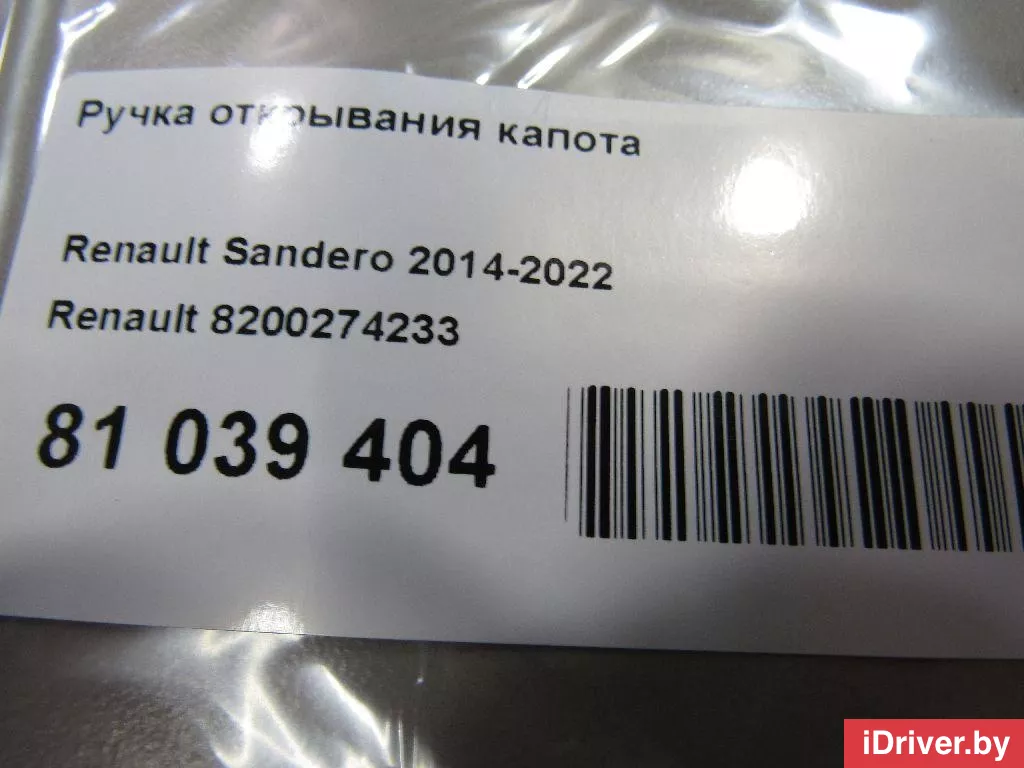 Ручка открывания капота
Renault Sandero 2014-2022
Renault 8200274233
81 039 404
iDriver.by